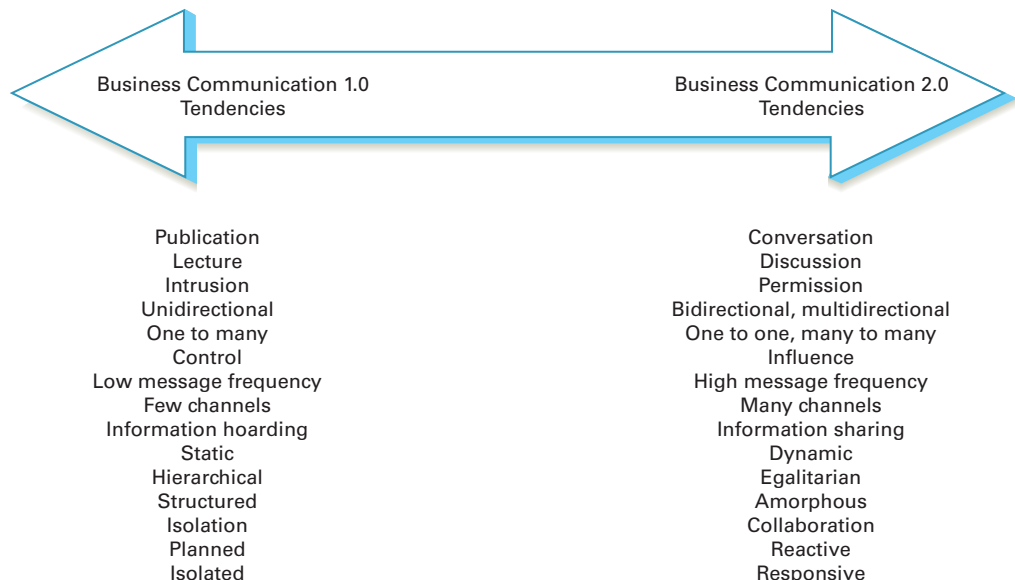 Business Communication 1.0
Tendencies
Business Communication 2.0
Tendencies
Publication
Lecture
Intrusion
Unidirectional
One to many
Control
Low message frequency
Few channels
Information hoarding
Static
Hierarchical
Structured
Isolation
Planned
Isolated
Conversation
Discussion
Permission
Bidirectional, multidirectional
One to one, many to many
Influence
High message frequency
Many channels
Information sharing
Dynamic
Egalitarian
Amorphous
Collaboration
Reactive
Responsive